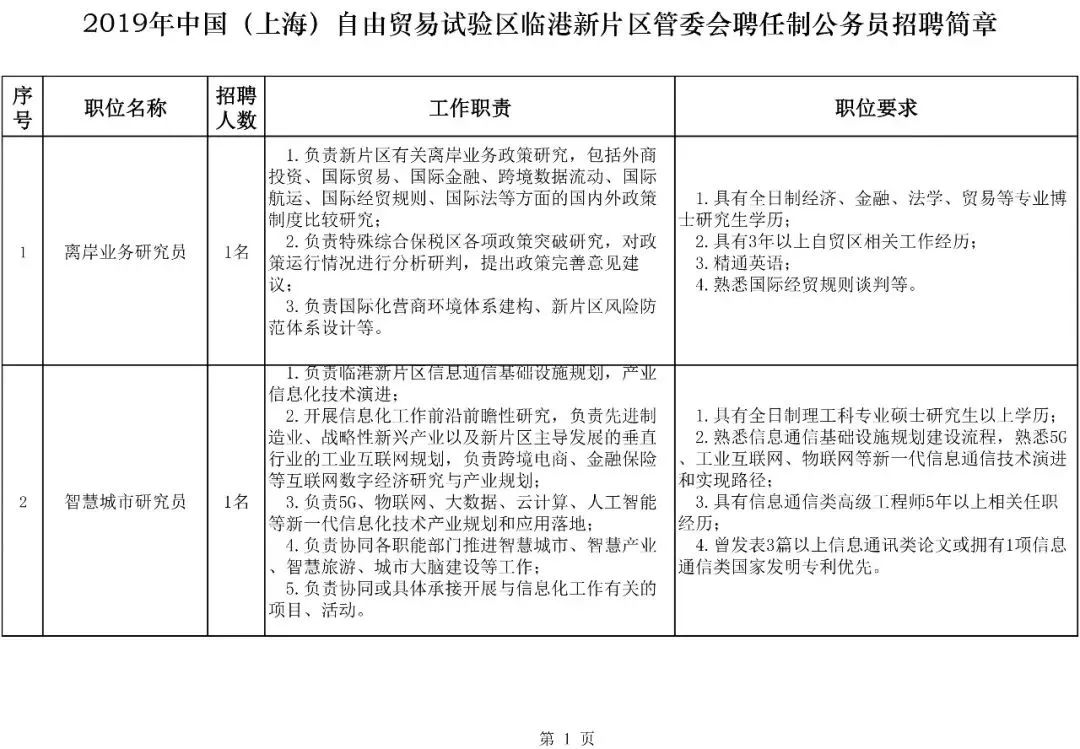 2019年中国（上海）自由贸易试验区临港新片区管委会聘任制公务员招聘简章
序号
职位名称
招聘人数
工作职责
职位要求
1
离岸业务研究员
1名
1.负责新片区有关离岸业务政策研究，包括外商
投资、国际贸易、国际金融、跨境数据流动、国际
航运、国际经贸规则、国际法等方面的国内外政策
制度比较研究；
2.负责特殊综合保税区各项政策突破研究，对政
策运行情况进行分析研判，提出政策完善意见建
议；
3.负责国际化营商环境体系建构、新片区风险防
范体系设计等。
1.具有全日制经济、金融、法学、贸易等专业博
士研究生学历；
2.具有3年以上自贸区相关工作经历；
3.精通英语；
4.熟悉国际经贸规则谈判等。
2
智慧城市研究员
1名
1.负责临港新片区信息通信基础设施规划，产业
信息化技术演进；
2.开展信息化工作前沿前瞻性研究，负责先进制
造业、战略性新兴产业以及新片区主导发展的垂直
行业的工业互联网规划，负责跨境电商、金融保险
等互联网数字经济研究与产业规划；
3.负责5G、物联网、大数据、云计算、人工智能
等新一代信息化技术产业规划和应用落地；
4.负责协同各职能部门推进智慧城市、智慧产业
、智慧旅游、城市大脑建设等工作；
5.负责协同或具体承接开展与信息化工作有关的
项目、活动。
1.具有全日制理工科专业硕士研究生以上学历；
2.熟悉信息通信基础设施规划建设流程，熟悉5G
、工业互联网、物联网等新一代信息通信技术演进
和实现路径；
3.具有信息通信类高级工程师5年以上相关任职
经历；
4.曾发表3篇以上信息通讯类论文或拥有1项信息
通信类国家发明专利优先。
第 1 页